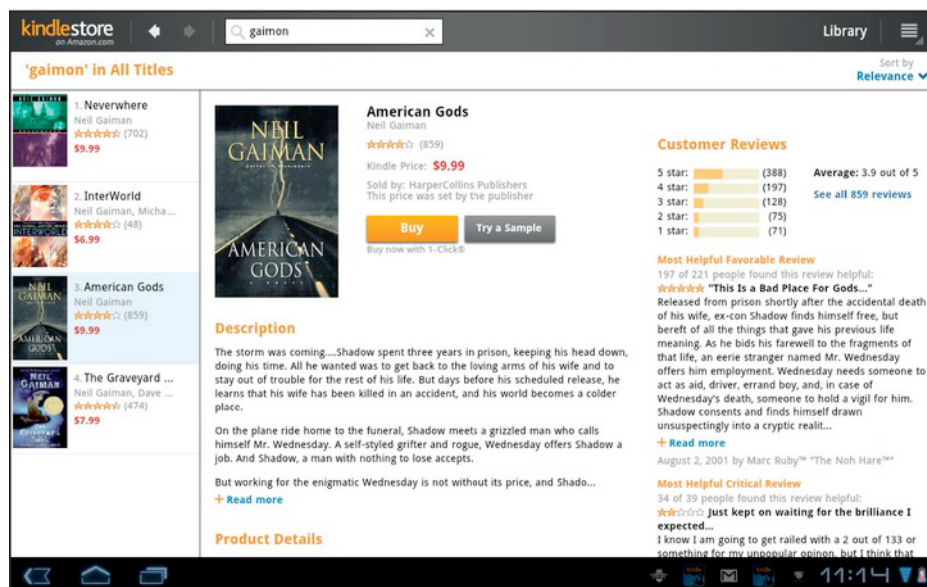 kindlestore
on Amazon.com
gaimon
Library
'gaimon' in All Titles
Sort by
Relevance
1. Neverwhere
Neil Gaiman
(702)
$9.99
2. InterWorld
Neil Gaiman, Micha...
(48)
$6.99
3. American Gods
Neil Gaiman
(859)
$9.99
4. The Graveyard ...
Neil Gaiman, Dave ...
(474)
$7.99
NEIL
GAIMAN
AMERICAN
GODS
American Gods
Neil Gaiman
(859)
Kindle Price: $9.99
Sold by: HarperCollins Publishers
This price was set by the publisher
Buy
Try a Sample
Buy now with 1-Click®
Description
The storm was coming....Shadow spent three years in prison, keeping his head down,
doing his time. All he wanted was to get back to the loving arms of his wife and to
stay out of trouble for the rest of his life. But days before his scheduled release, he
learns that his wife has been killed in an accident, and his world becomes a colder
place.
On the plane ride home to the funeral, Shadow meets a grizzled man who calls
himself Mr. Wednesday. A self-styled grifter and rogue, Wednesday offers Shadow a
job. And Shadow, a man with nothing to lose accepts.
But working for the enigmatic Wednesday is not without its price, and Shado...
+ Read more
Product Details
Customer Reviews
5 star: (388)
4 star: (197)
3 star: (128)
2 star: (75)
1 star: (71)
Average: 3.9 out of 5
See all 859 reviews
Most Helpful Favorable Review
197 of 221 people found this review helpful:
"This Is a Bad Place For Gods..."
Released from prison shortly after the accidental death
of his wife, ex-con Shadow finds himself free, but
bereft of all the things that gave his previous life
meaning. As he bids his farewell to the fragments of
that life, an eerie stranger named Mr. Wednesday
offers him employment. Wednesday needs someone to
act as aid, driver, errand boy, and, in case of
Wednesday's death, someone to hold a vigil for him.
Shadow consents and finds himself drawn
unsuspectingly into a cryptic realit...
+ Read more
August 2, 2001 by Marc Ruby™ "The Noh Hare™"
Most Helpful Critical Review
34 of 39 people found this review helpful:
Just kept on waiting for the brilliance I
expected...
I know I am going to get railed with a 2 out of 133 or
something for my unpopular opinon, but I think that
11:14